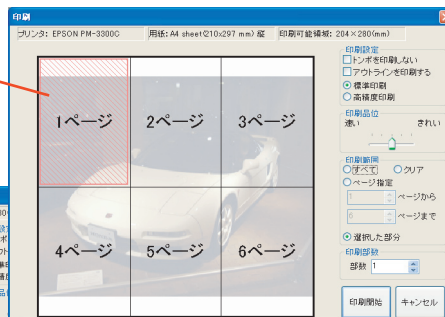 印刷
プリンタ: EPSON PM-3300C 用紙: A4 sheet(210x297 mm) 縦 印刷可能領域: 204×280(mm)
1ページ 2ページ 3ページ
4ページ 5ページ 6ページ
印刷設定
トンボを印刷しない
アウトラインを印刷する
標準印刷
高精度印刷
印刷品位
速い きれい
印刷範囲
すべて クリア
ページ指定
1 ページから
6 ページまで
選択した部分
印刷部数
部数 1
印刷開始 キャンセル